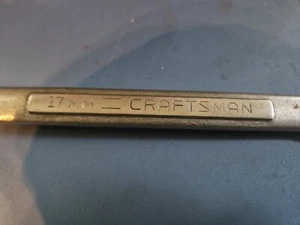 17MM = CRAFTSMAN